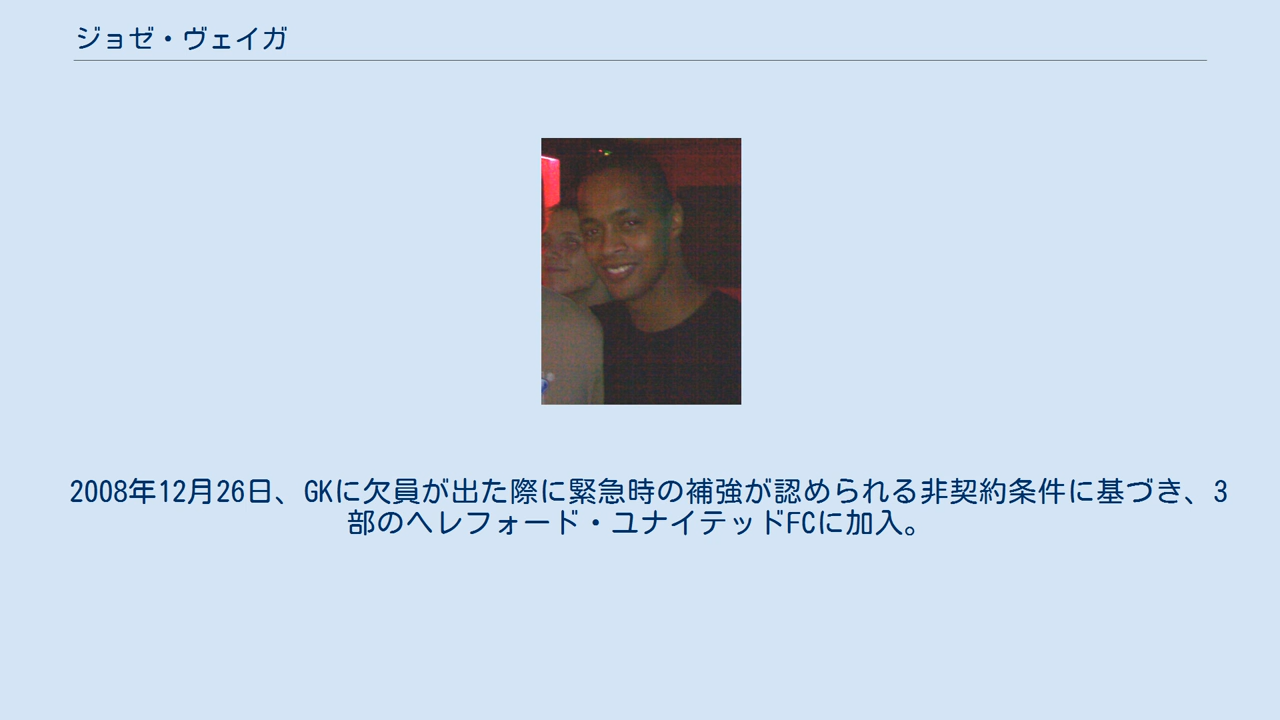 ジョゼ・ヴェイガ
2008年12月26日、GKに欠員が出た際に緊急時の補強が認められる非契約条件に基づき、3
部のヘレフォード・ユナイテッドFCに加入。